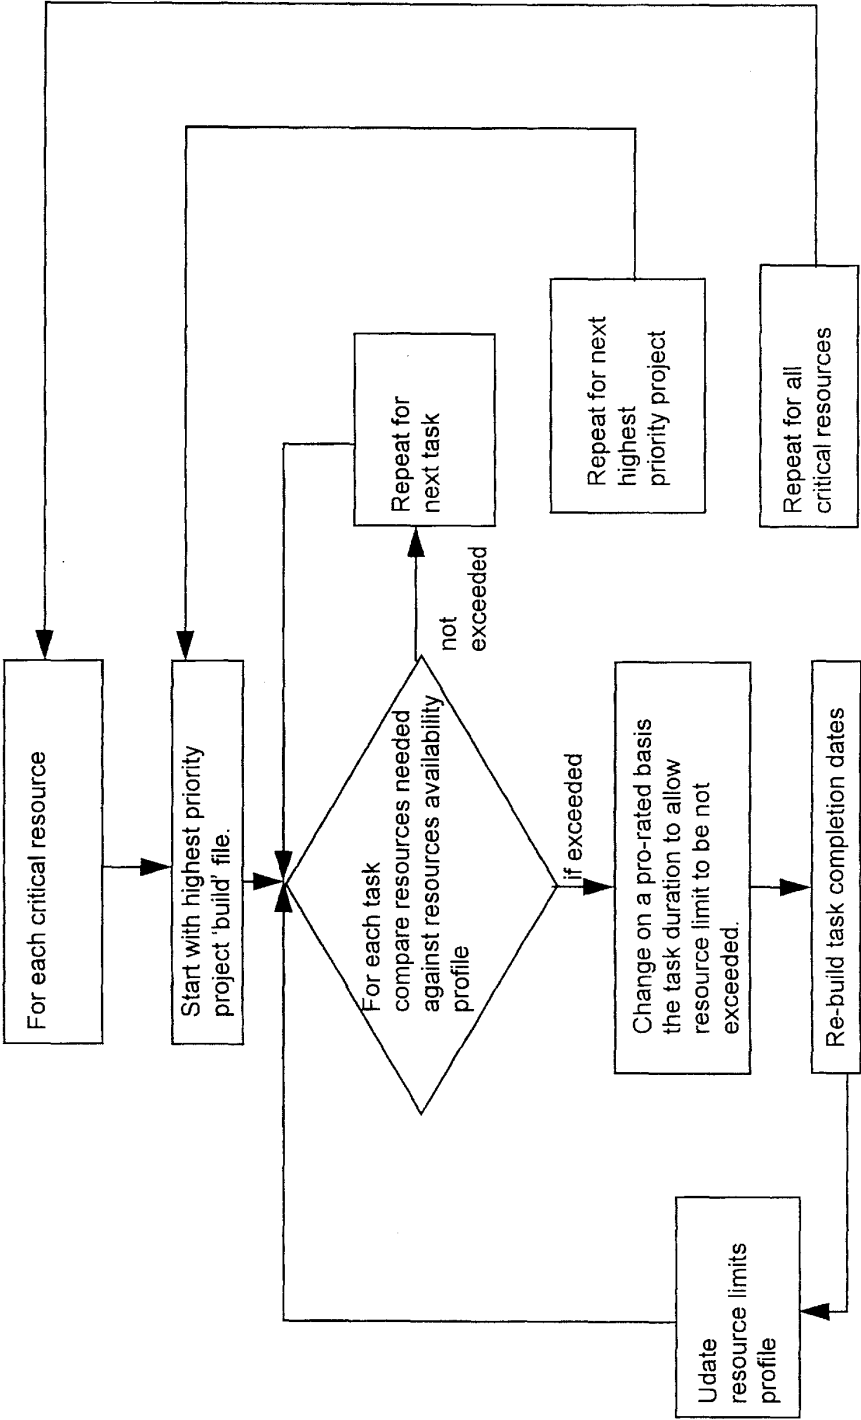 For each critical resource
Start with highest priority
project 'build' file.
For each task
compare resources needed
against resources availability
profile
not
exceeded
Repeat for
next task
if exceeded
Change on a pro-rated basis
the task duration to allow
resource limit to be not
exceeded.
Re-build task completion dates
Udate
resource limits
profile
Repeat for next
highest
priority project
Repeat for all
critical resources